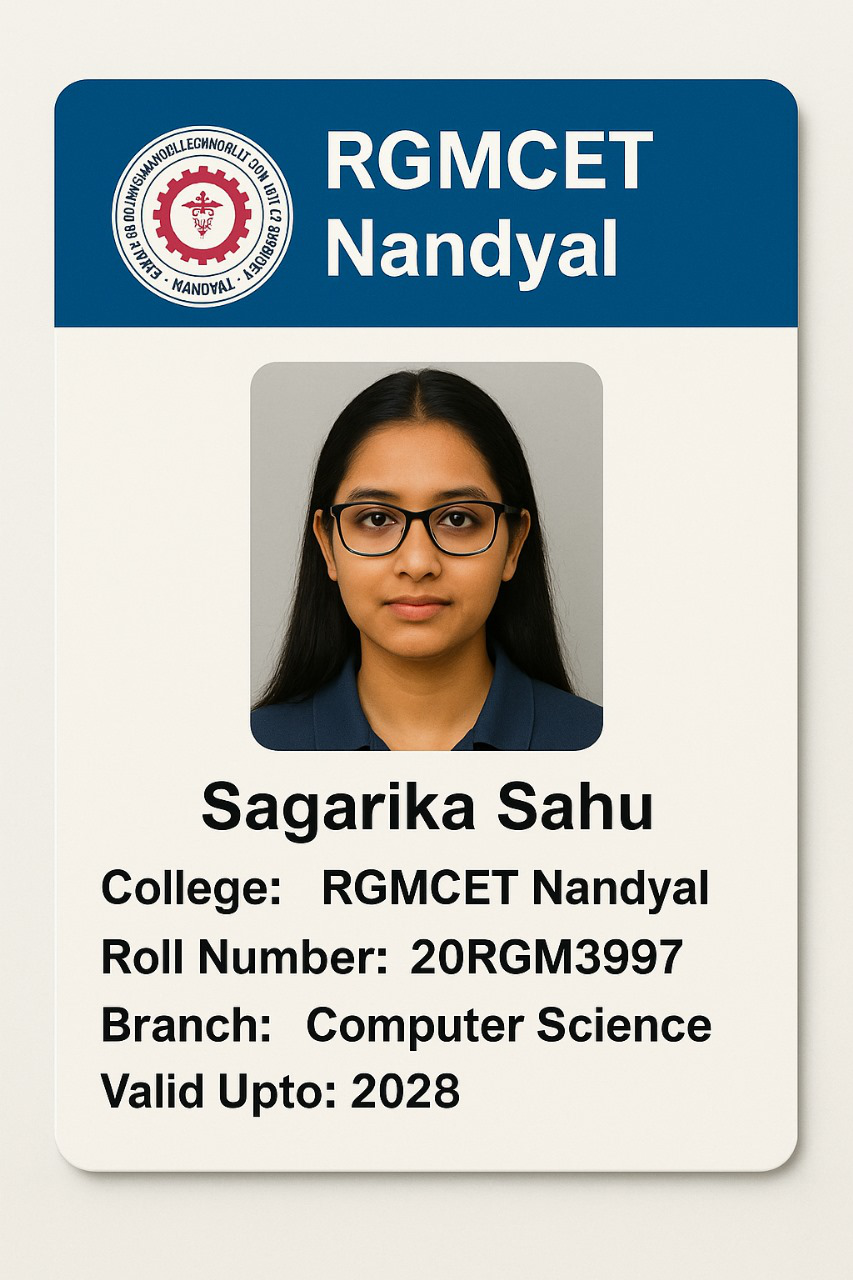 RGMCET
Nandyal
Sagarika Sahu
College: RGMCET Nandyal
Roll Number: 20RGM3997
Branch: Computer Science
Valid Upto: 2028